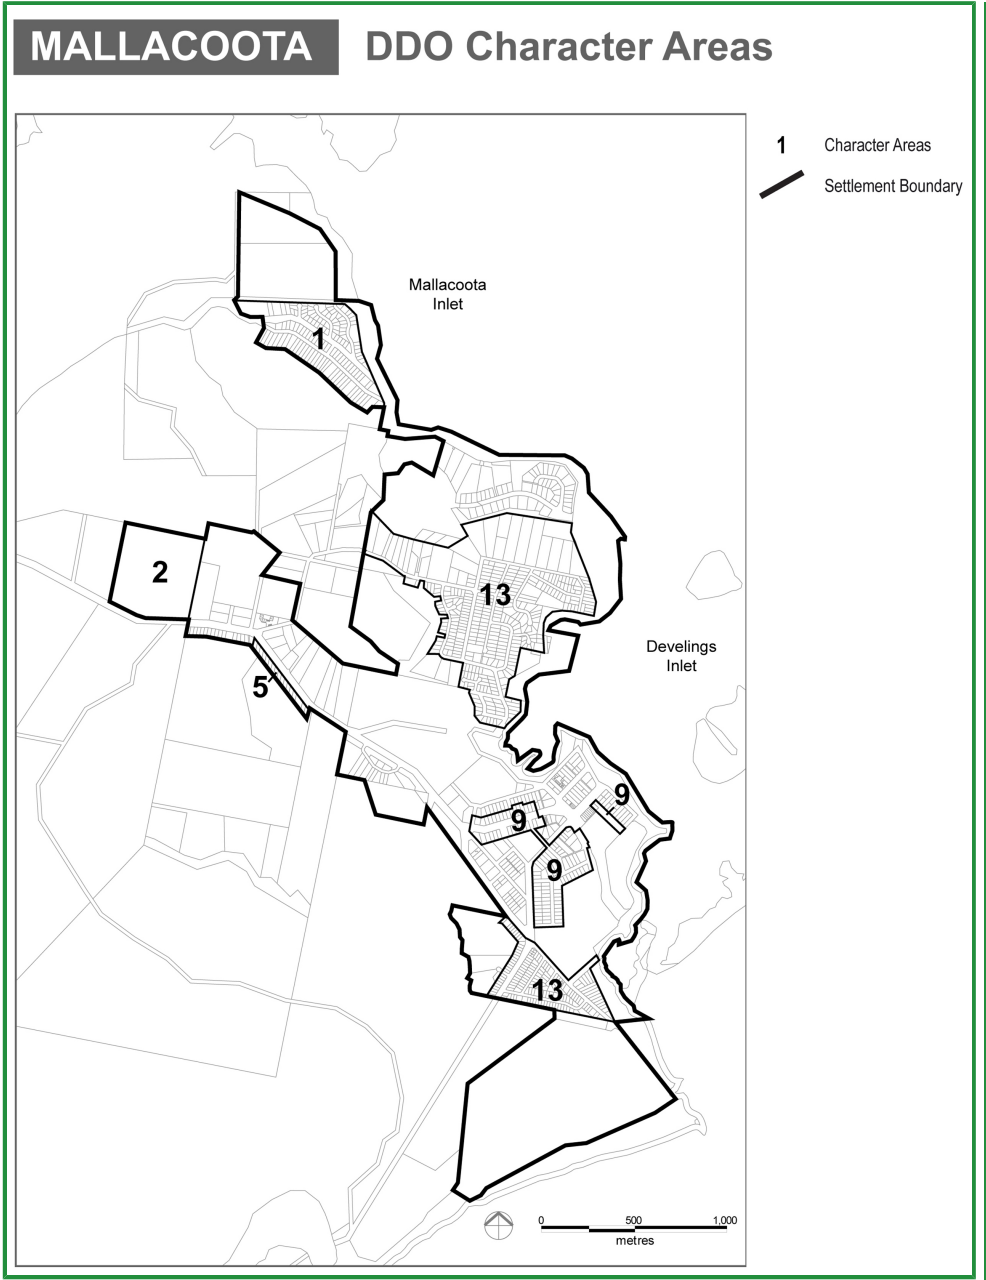 MALLACOOTA DDO Character Areas
1 Character Areas
Settlement Boundary
Mallacoota
Inlet
1
2
13
Develings
Inlet
5
9
9
9
13
0 500 1,000
metres